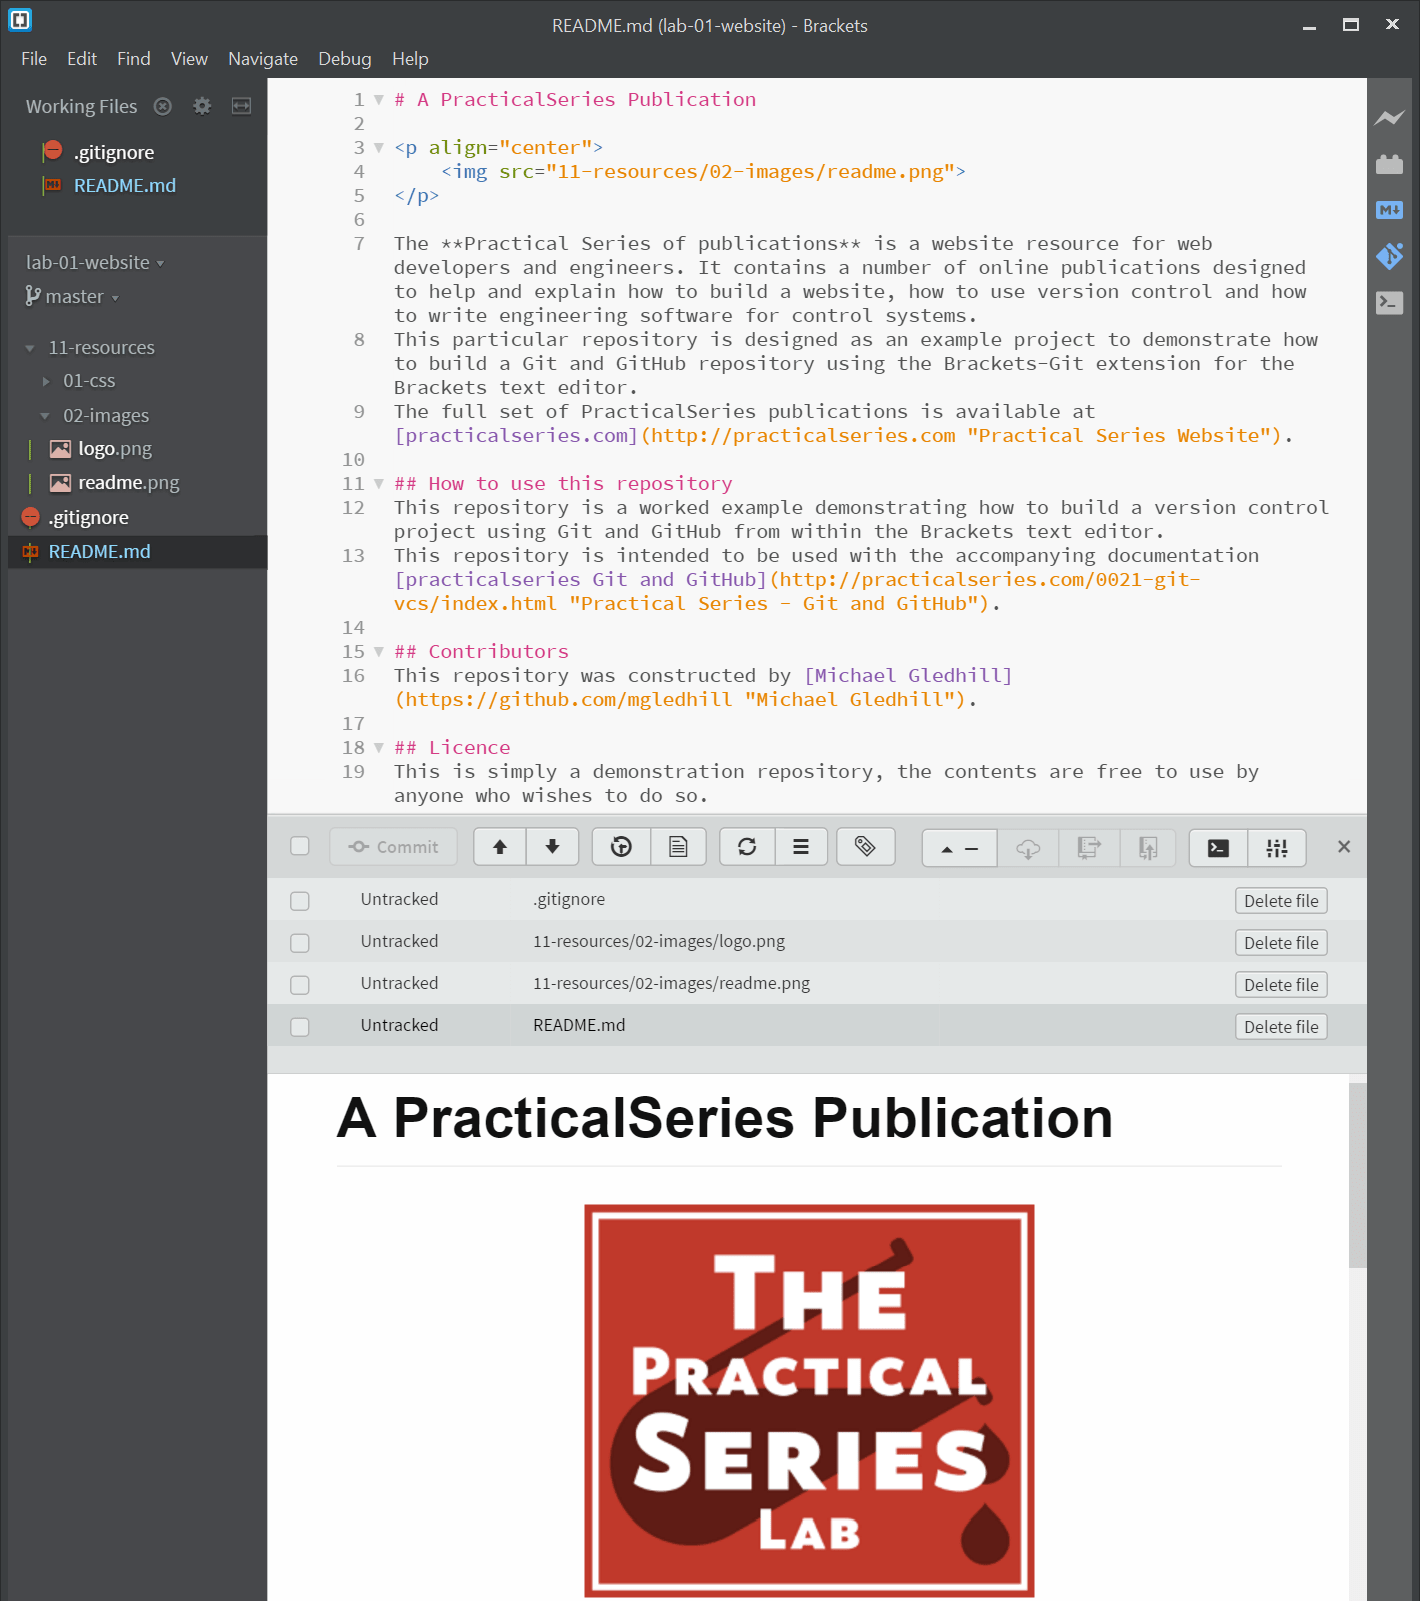 README.md (lab-01-website) - Brackets
File Edit Find View Navigate Debug Help
Working Files
.gitignore
README.md
lab-01-website
master
11-resources
01-css
02-images
logo.png
readme.png
.gitignore
README.md
1 # A PracticalSeries Publication
2
3 <p align="center">
4 <img src="11-resources/02-images/readme.png">
5 </p>
6
7 The **Practical Series of publications** is a website resource for web
developers and engineers. It contains a number of online publications designed
to help and explain how to build a website, how to use version control and how
to write engineering software for control systems.
8 This particular repository is designed as an example project to demonstrate how
to build a Git and GitHub repository using the Brackets-Git extension for the
Brackets text editor.
9 The full set of PracticalSeries publications is available at
[practicalseries.com](http://practicalseries.com "Practical Series Website").
10
11 ## How to use this repository
12 This repository is a worked example demonstrating how to build a version control
project using Git and GitHub from within the Brackets text editor.
13 This repository is intended to be used with the accompanying documentation
[practicalseries Git and GitHub](http://practicalseries.com/0021-git-
vcs/index.html "Practical Series - Git and GitHub").
14
15 ## Contributors
16 This repository was constructed by [Michael Gledhill]
(https://github.com/mgledhill "Michael Gledhill").
17
18 ## Licence
19 This is simply a demonstration repository, the contents are free to use by
anyone who wishes to do so.
Commit
Untracked .gitignore Delete file
Untracked 11-resources/02-images/logo.png Delete file
Untracked 11-resources/02-images/readme.png Delete file
Untracked README.md Delete file
A PracticalSeries Publication
THE
PRACTICAL
SERIES
LAB